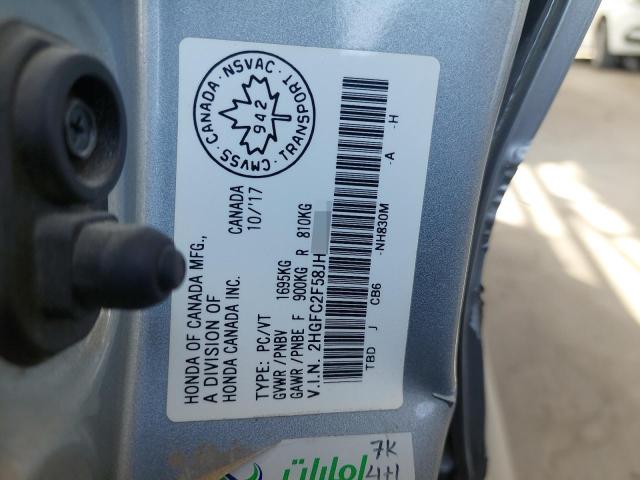 CANADA · NSVAC · TRANSPORT · CMVSS
942
HONDA OF CANADA MFG., CANADA
A DIVISION OF 10/17
HONDA CANADA INC.
TYPE: PC/VT
GVWR /PNBV 1695KG
GAWR /PNBE F 900KG R 810KG
V.I.N. 2HGFC2F58JH
TBD J CB6 -NH830M -A -H
7K
4+1